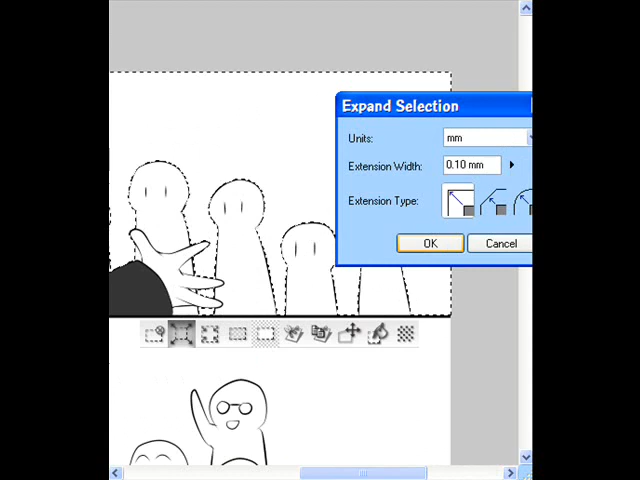 Expand Selection
Units: mm
Extension Width: 0.10 mm
Extension Type:
OK Cancel